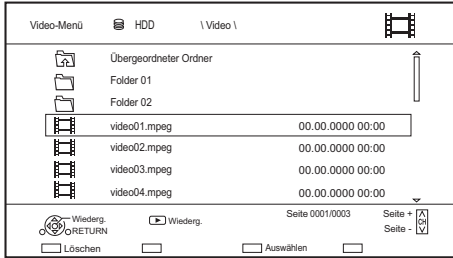 Video-Menü HDD \ Video \
Übergeordneter Ordner
Folder 01
Folder 02
video01.mpeg 00.00.0000 00:00
video02.mpeg 00.00.0000 00:00
video03.mpeg 00.00.0000 00:00
video04.mpeg 00.00.0000 00:00
Wiederg. Wiederg. Seite 0001/0003 Seite +
RETURN CH
Seite -
Löschen Auswählen